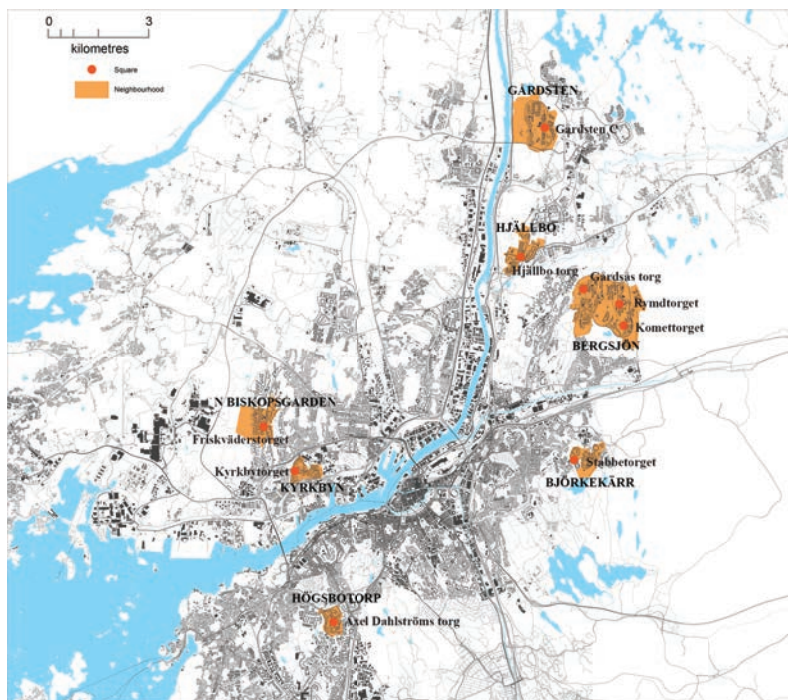 0 3
kilometres
Square
Neighbourhood
GÅRDSTEN
Gårdsten C
HJÄLLBO
Hjällbo torg
Gårdsås torg
Rymdtorget
Komettorget
BERGSJÖN
N BISKOPSGÅRDEN
Friskväderstorget
Kyrkbytorget
KYRKBYN
Stabbetorget
BJÖRKEKÄRR
HÖGSBOTORP
Axel Dahlströms torg